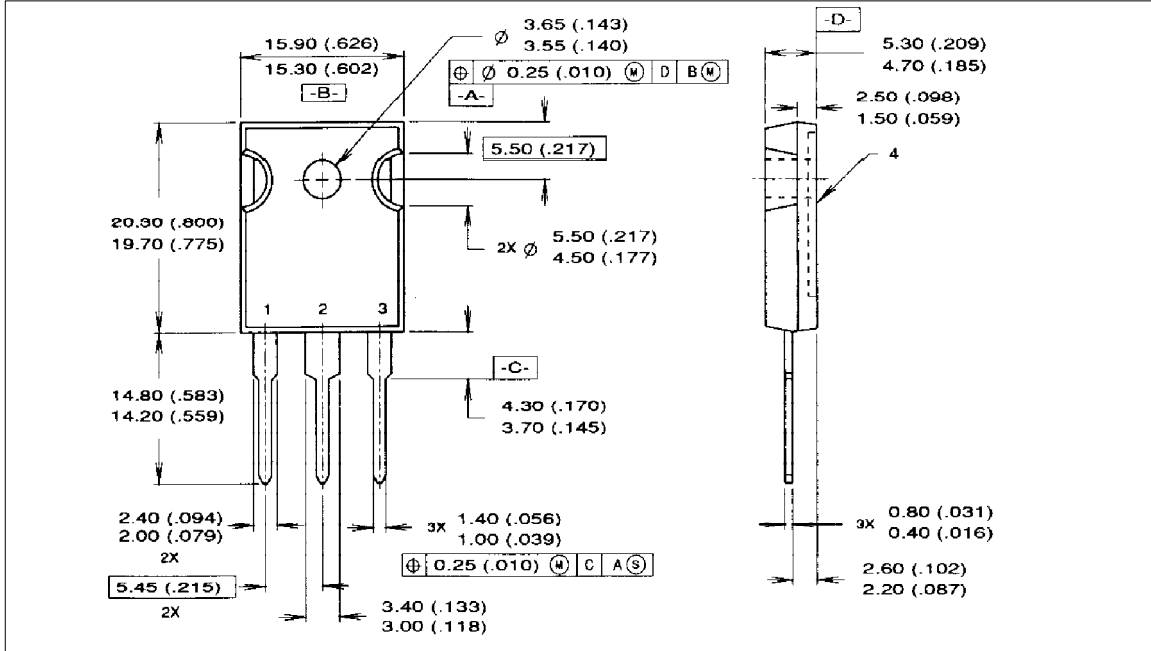 15.90 (.626)
15.30 (.602)
-B-
Ø 3.65 (.143)
3.55 (.140)
⌖ Ø 0.25 (.010) Ⓜ D B Ⓜ
-A-
-D-
5.30 (.209)
4.70 (.185)
2.50 (.098)
1.50 (.059)
5.50 (.217)
4
20.30 (.800)
19.70 (.775)
2X Ø 5.50 (.217)
4.50 (.177)
1 2 3
-C-
14.80 (.583)
14.20 (.559)
4.30 (.170)
3.70 (.145)
2.40 (.094)
2.00 (.079)
2X
3X 1.40 (.056)
1.00 (.039)
⌖ 0.25 (.010) Ⓜ C A Ⓢ
3X 0.80 (.031)
0.40 (.016)
5.45 (.215)
2X
3.40 (.133)
3.00 (.118)
2.60 (.102)
2.20 (.087)